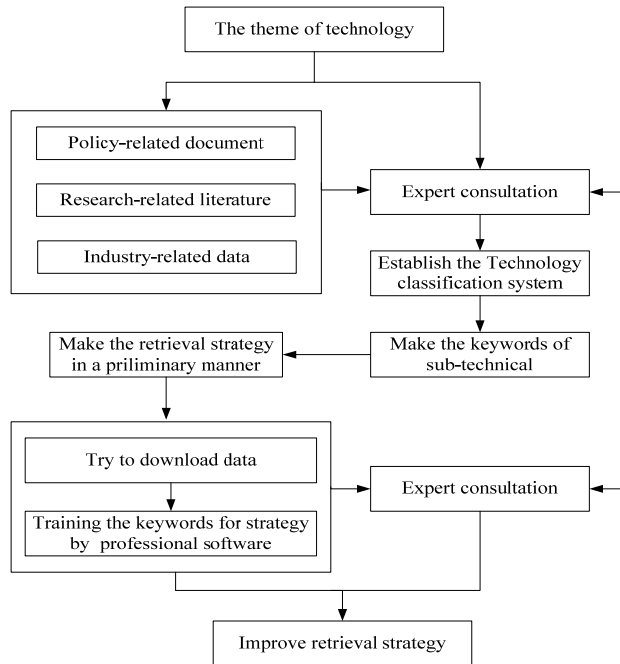 The theme of technology
Policy-related document
Research-related literature
Industry-related data
Expert consultation
Establish the Technology
classification system
Make the keywords of
sub-technical
Make the retrieval strategy
in a priliminary manner
Try to download data
Training the keywords for strategy
by professional software
Expert consultation
Improve retrieval strategy